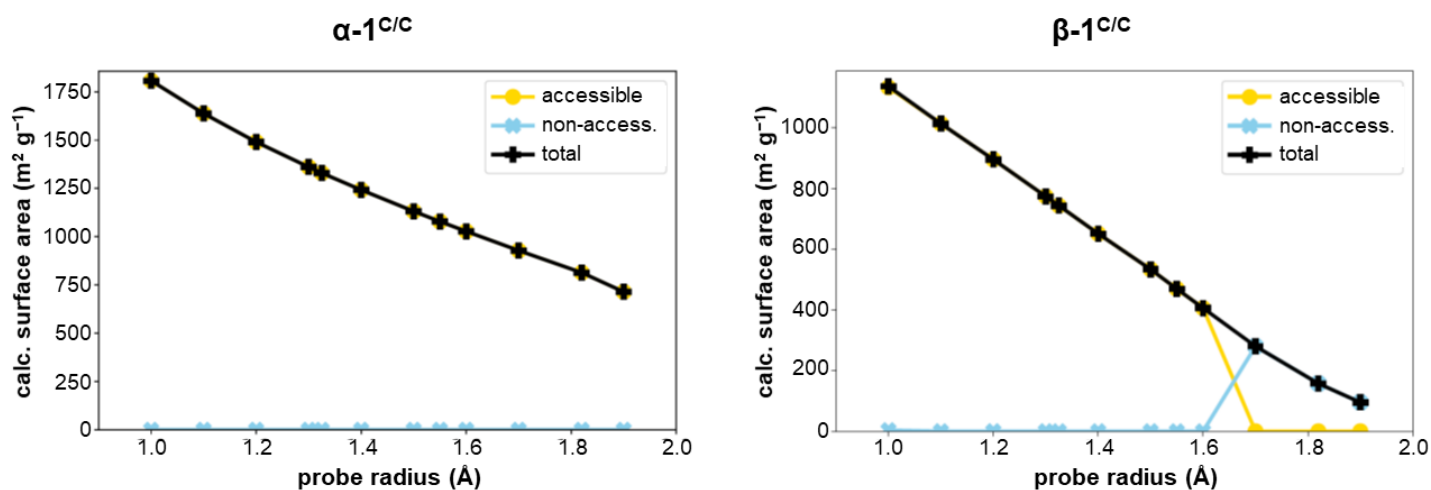 α-1C/C
calc. surface area (m² g⁻¹)
1750
1500
1250
1000
750
500
250
0
accessible
non-access.
total
1.0 1.2 1.4 1.6 1.8 2.0
probe radius (Å)
β-1C/C
calc. surface area (m² g⁻¹)
1000
800
600
400
200
0
accessible
non-access.
total
1.0 1.2 1.4 1.6 1.8 2.0
probe radius (Å)